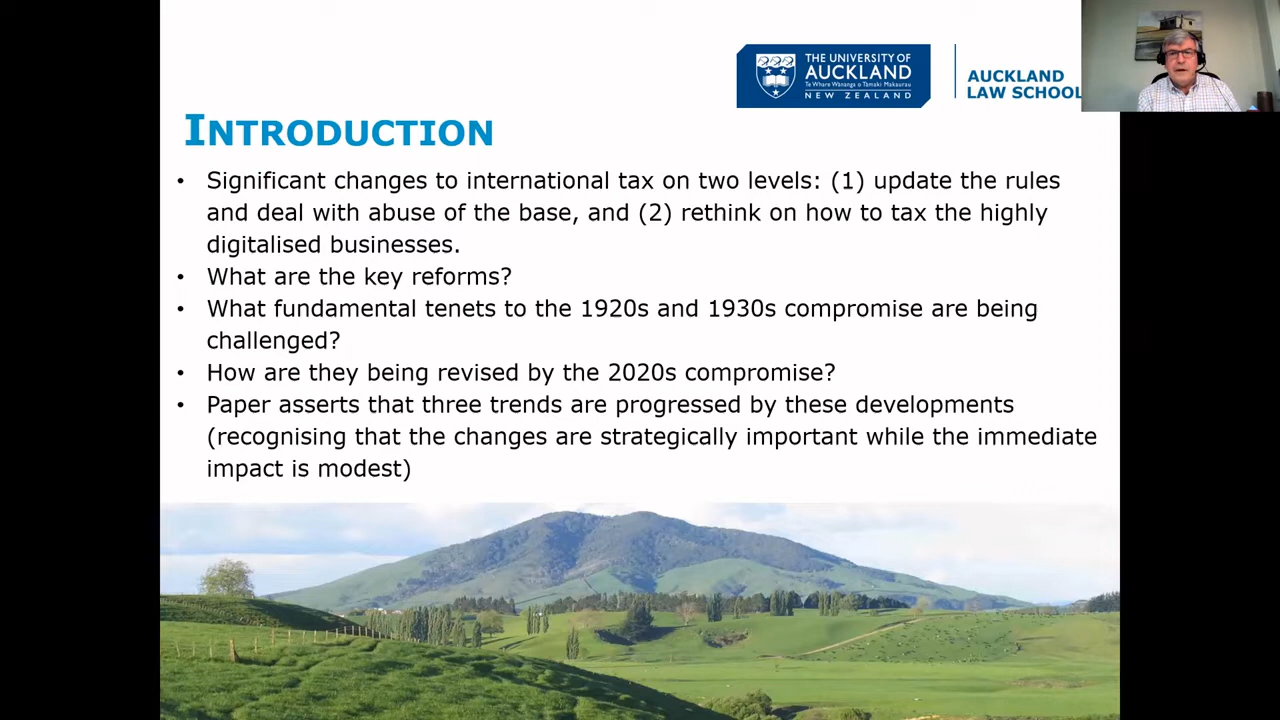 THE UNIVERSITY OF
AUCKLAND
Te Whare Wānanga o Tāmaki Makaurau
NEW ZEALAND
AUCKLAND
LAW SCHOOL
INTRODUCTION
• Significant changes to international tax on two levels: (1) update the rules
and deal with abuse of the base, and (2) rethink on how to tax the highly
digitalised businesses.
• What are the key reforms?
• What fundamental tenets to the 1920s and 1930s compromise are being
challenged?
• How are they being revised by the 2020s compromise?
• Paper asserts that three trends are progressed by these developments
(recognising that the changes are strategically important while the immediate
impact is modest)